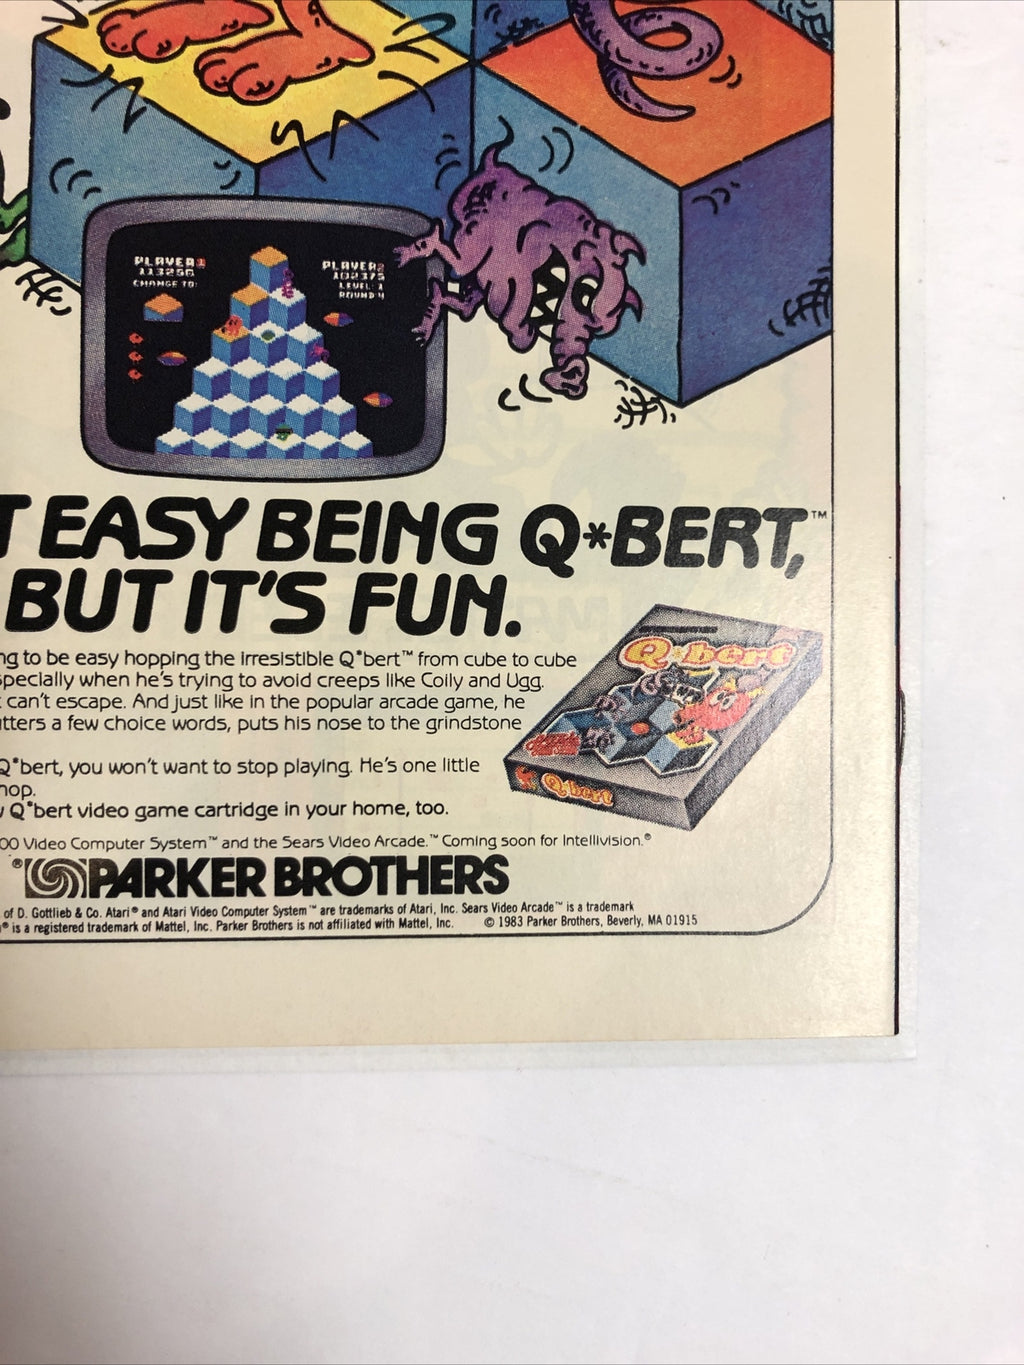 PLAYER1
113250
CHANGE TO:
PLAYER2
102375
LEVEL: 1
ROUND: 4
T EASY BEING Q*BERT,™
BUT IT'S FUN.
ng to be easy hopping the irresistible Q*bert™ from cube to cube
specially when he's trying to avoid creeps like Coily and Ugg.
can't escape. And just like in the popular arcade game, he
tters a few choice words, puts his nose to the grindstone
Q*bert, you won't want to stop playing. He's one little
hop.
Q*bert video game cartridge in your home, too.
Q*bert
Q*bert
00 Video Computer System™ and the Sears Video Arcade.™ Coming soon for Intellivision.®
® PARKER BROTHERS
of D. Gottlieb & Co. Atari® and Atari Video Computer System™ are trademarks of Atari, Inc. Sears Video Arcade™ is a trademark
® is a registered trademark of Mattel, Inc. Parker Brothers is not affiliated with Mattel, Inc. © 1983 Parker Brothers, Beverly, MA 01915